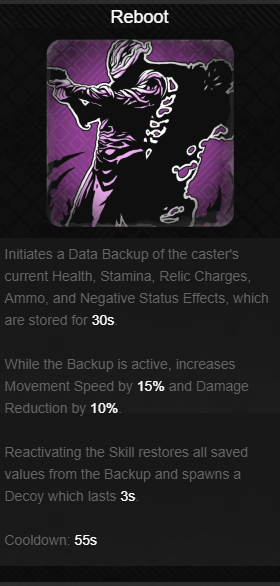 Reboot
Initiates a Data Backup of the caster's
current Health, Stamina, Relic Charges,
Ammo, and Negative Status Effects, which
are stored for 30s.
While the Backup is active, increases
Movement Speed by 15% and Damage
Reduction by 10%.
Reactivating the Skill restores all saved
values from the Backup and spawns a
Decoy which lasts 3s
Cooldown: 55s